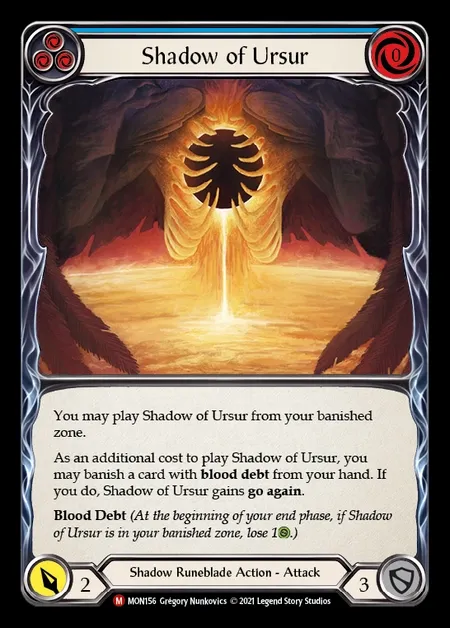 Shadow of Ursur
0
You may play Shadow of Ursur from your banished
zone.
As an additional cost to play Shadow of Ursur, you
may banish a card with blood debt from your hand. If
you do, Shadow of Ursur gains go again.
Blood Debt (At the beginning of your end phase, if Shadow
of Ursur is in your banished zone, lose 1.)
2
Shadow Runeblade Action - Attack
3
M MON156 Grégory Nunkovics © 2021 Legend Story Studios